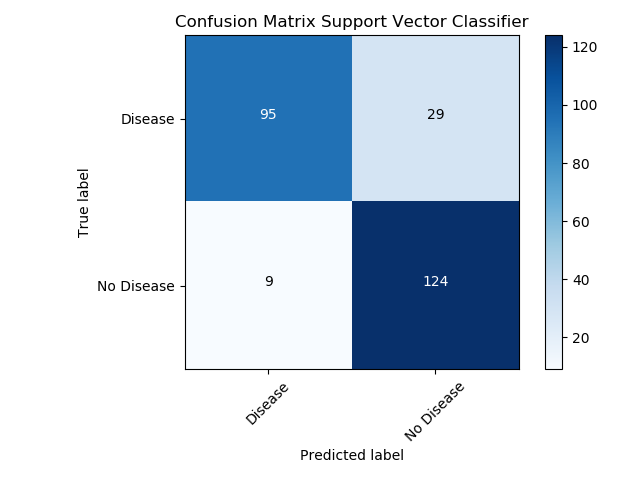 Confusion Matrix Support Vector Classifier
True label
Disease
No Disease
95
29
9
124
Disease
No Disease
Predicted label
120
100
80
60
40
20